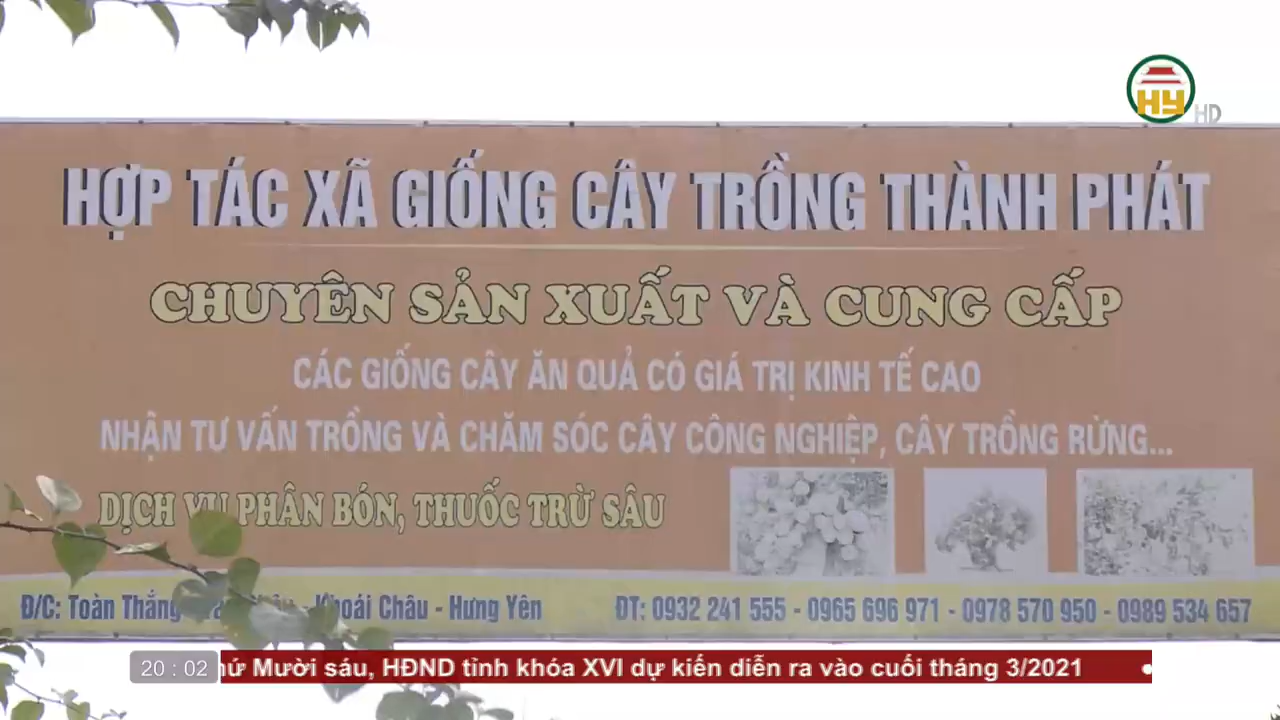 HY HD
HỢP TÁC XÃ GIỐNG CÂY TRỒNG THÀNH PHÁT
CHUYÊN SẢN XUẤT VÀ CUNG CẤP
CÁC GIỐNG CÂY ĂN QUẢ CÓ GIÁ TRỊ KINH TẾ CAO
NHẬN TƯ VẤN TRỒNG VÀ CHĂM SÓC CÂY CÔNG NGHIỆP, CÂY TRỒNG RỪNG...
DỊCH VỤ PHÂN BÓN, THUỐC TRỪ SÂU
Đ/C: Toàn Thắng - Khoái Châu - Hưng Yên ĐT: 0932 241 555 - 0965 696 971 - 0978 570 950 - 0989 534 657
20 : 02 Mười sáu, HĐND tỉnh khóa XVI dự kiến diễn ra vào cuối tháng 3/2021